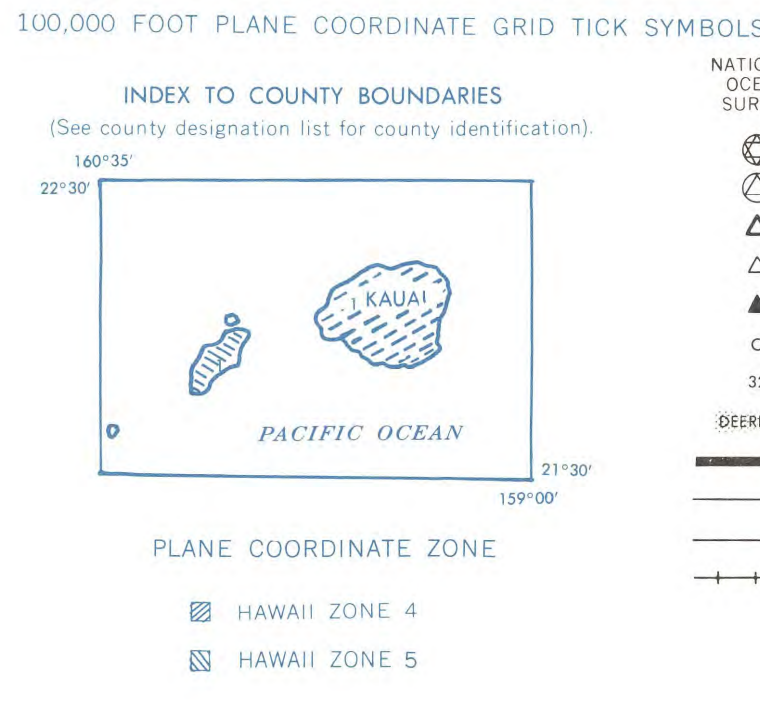 100,000 FOOT PLANE COORDINATE GRID TICK SYMBOLS
INDEX TO COUNTY BOUNDARIES
(See county designation list for county identification).
160°35'
22°30'
1 KAUAI
1
PACIFIC OCEAN
21°30'
159°00'
PLANE COORDINATE ZONE
HAWAII ZONE 4
HAWAII ZONE 5